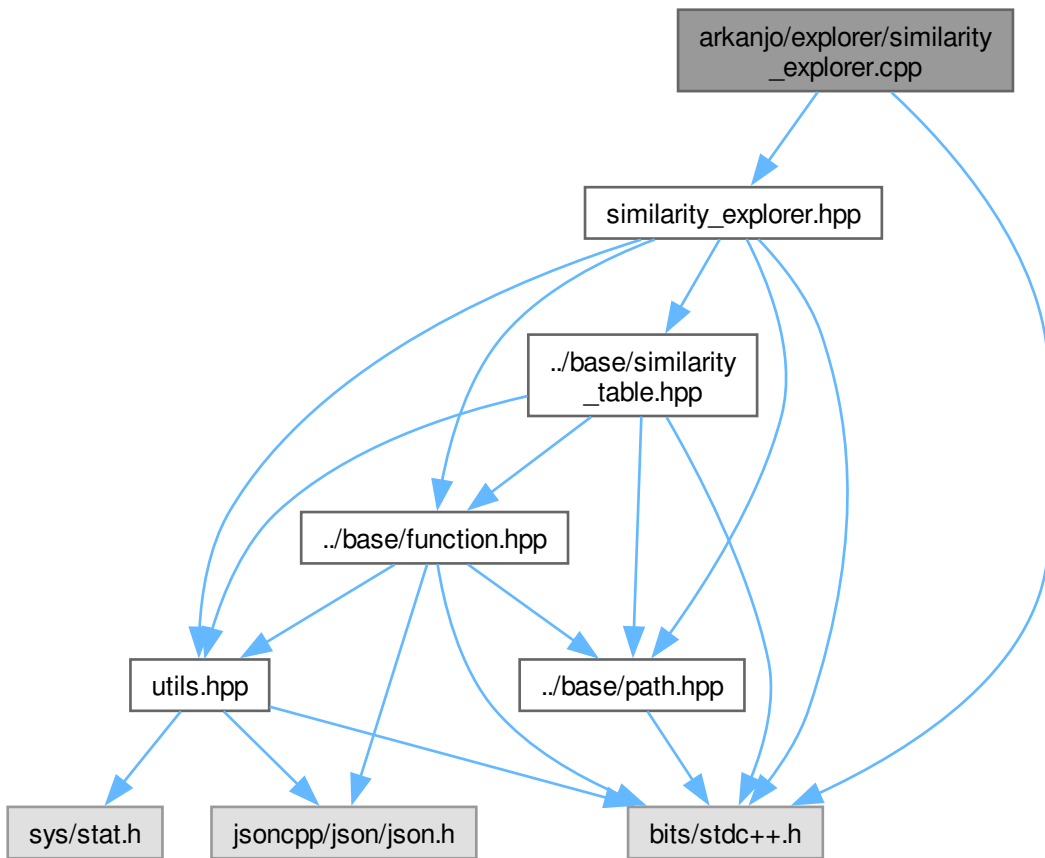 arkanjo/explorer/similarity
_explorer.cpp
similarity_explorer.hpp
../base/similarity
_table.hpp
../base/function.hpp
utils.hpp
../base/path.hpp
sys/stat.h
jsoncpp/json/json.h
bits/stdc++.h